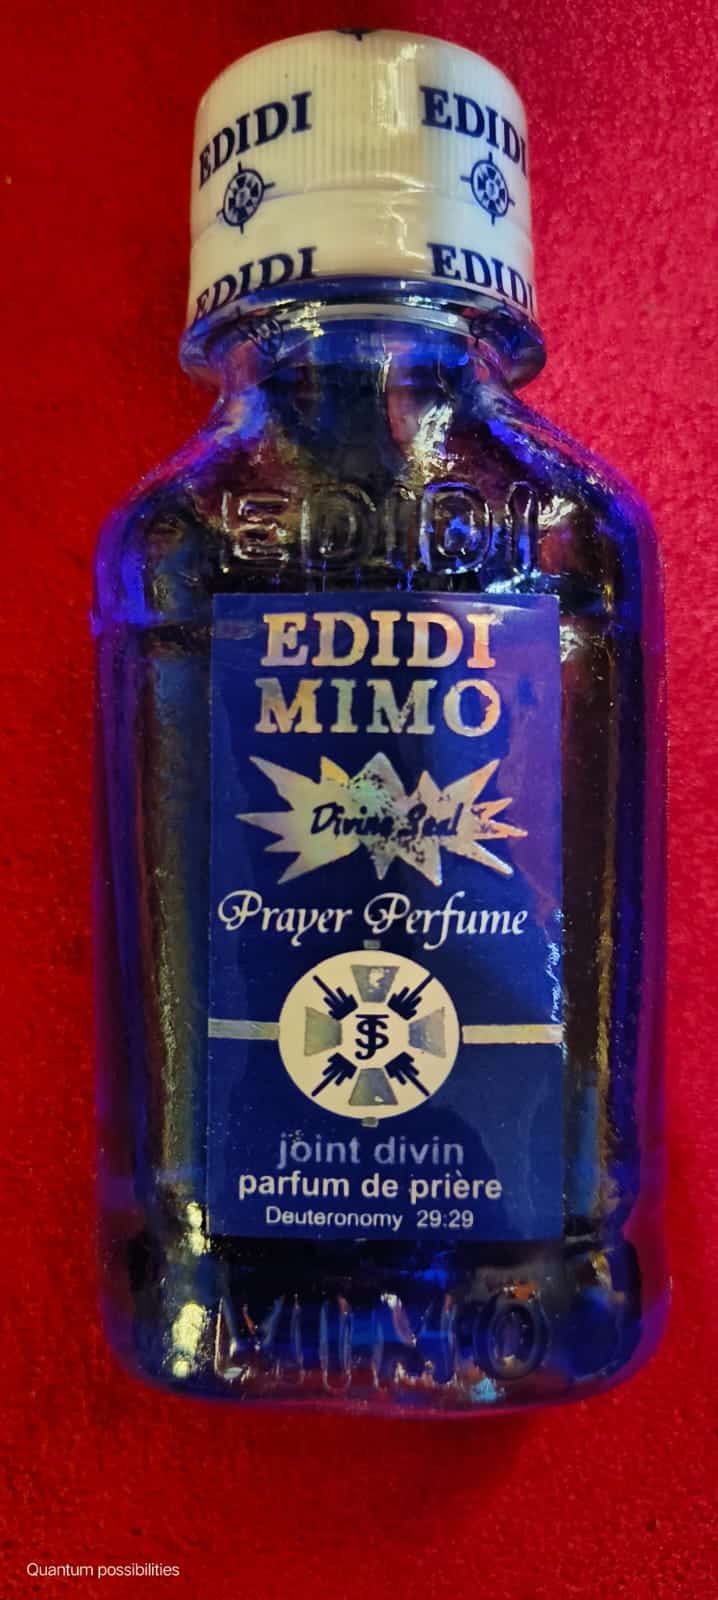 EDIDI EDIDI
EDIDI EDIDI
EDIDI
EDIDI
MIMO
Divine Seal
Prayer Perfume
joint divin
parfum de prière
Deuteronomy 29:29
MIMO
Quantum possibilities